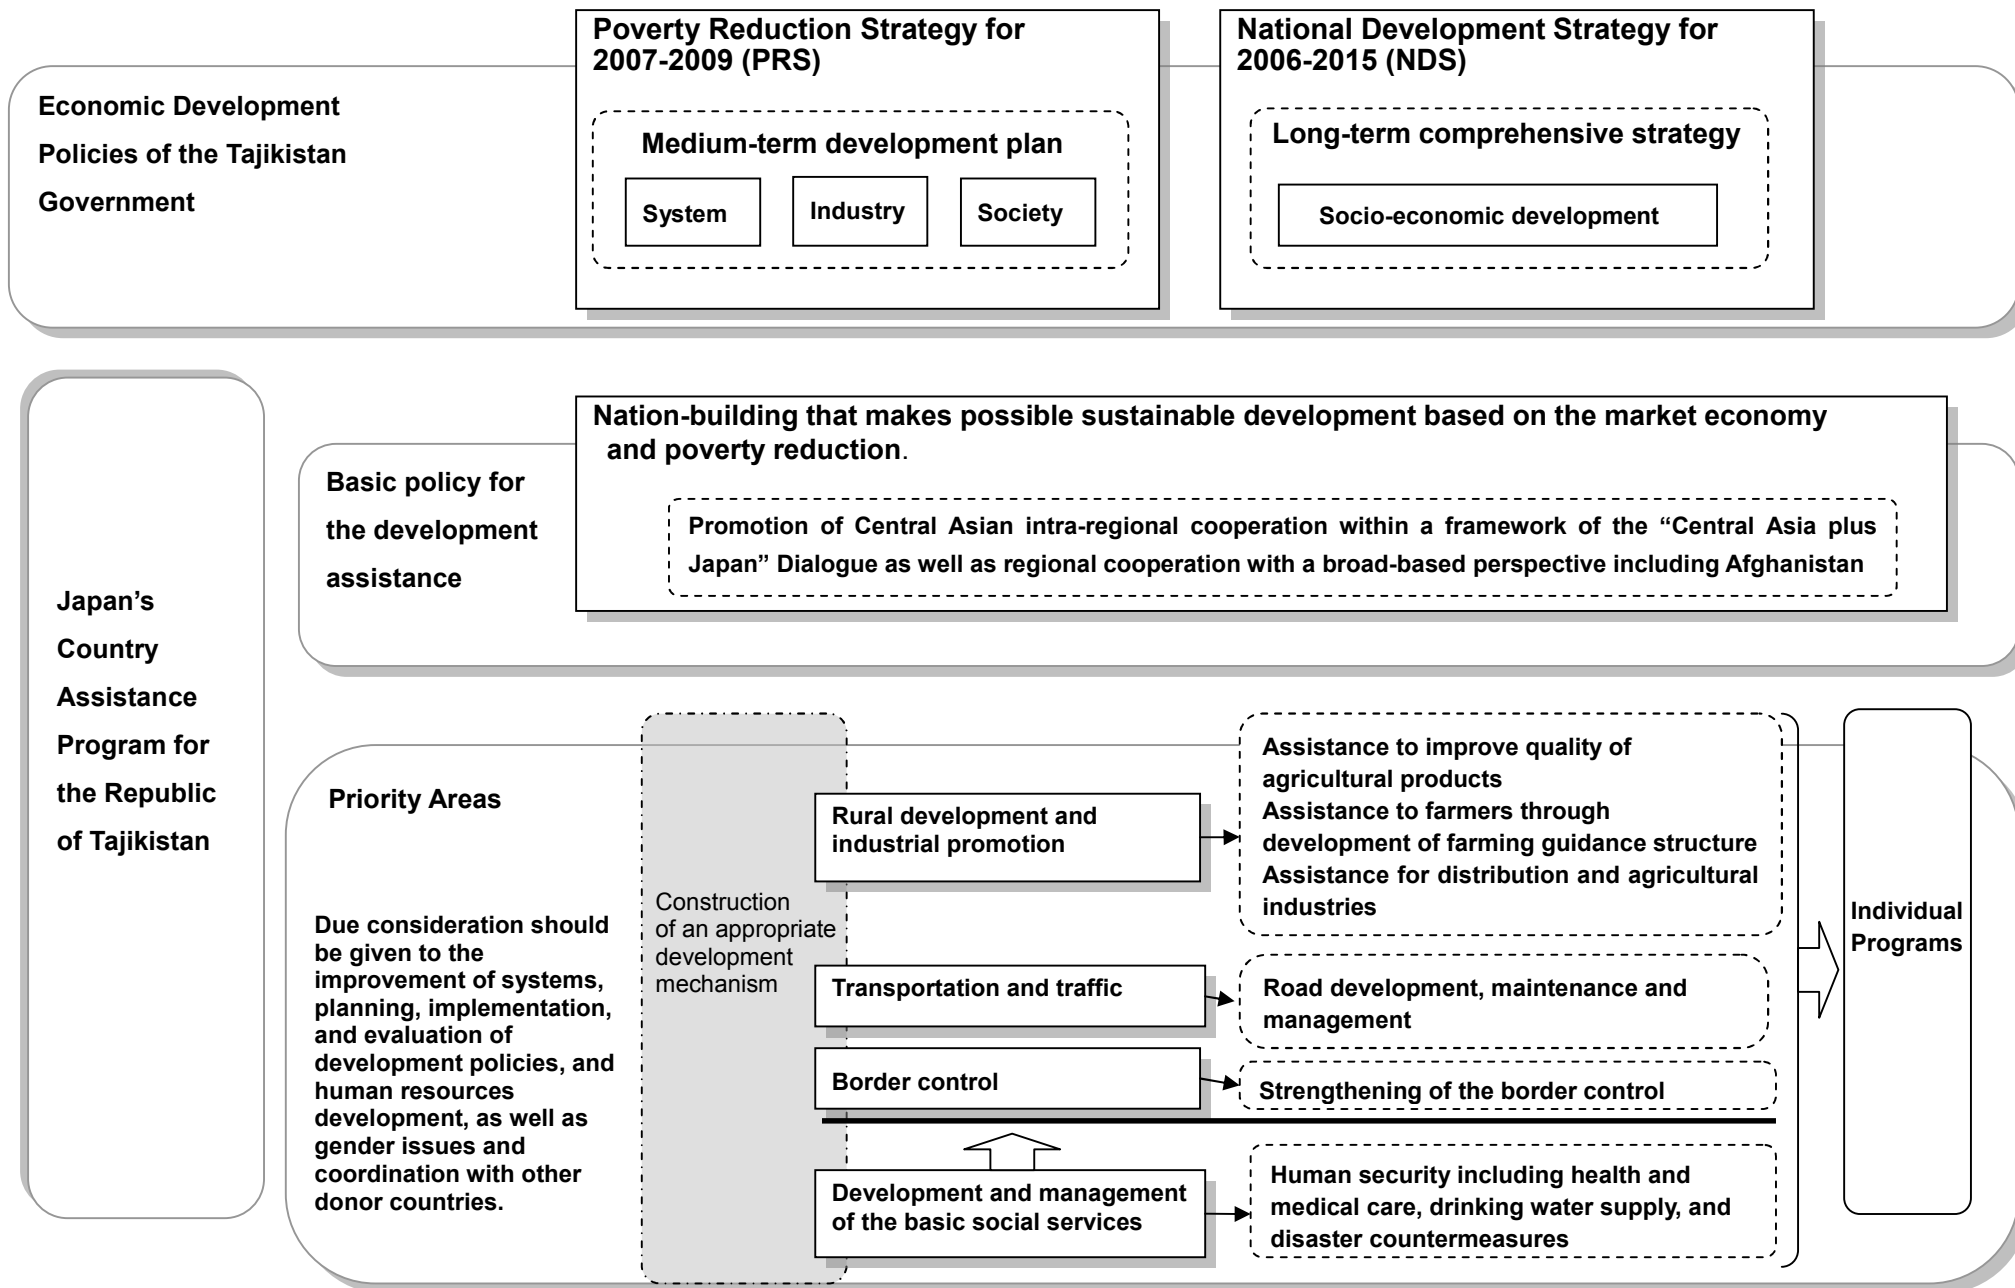 Poverty Reduction Strategy for
2007-2009 (PRS)
National Development Strategy for
2006-2015 (NDS)
Economic Development
Policies of the Tajikistan
Government
Medium-term development plan
System
Industry
Society
Long-term comprehensive strategy
Socio-economic development
Japan’s
Country
Assistance
Program for
the Republic
of Tajikistan
Basic policy for
the development
assistance
Nation-building that makes possible sustainable development based on the market economy
and poverty reduction.
Promotion of Central Asian intra-regional cooperation within a framework of the “Central Asia plus
Japan” Dialogue as well as regional cooperation with a broad-based perspective including Afghanistan
Priority Areas
Due consideration should
be given to the
improvement of systems,
planning, implementation,
and evaluation of
development policies, and
human resources
development, as well as
gender issues and
coordination with other
donor countries.
Construction
of an appropriate
development
mechanism
Rural development and
industrial promotion
Assistance to improve quality of
agricultural products
Assistance to farmers through
development of farming guidance structure
Assistance for distribution and agricultural
industries
Transportation and traffic
Road development, maintenance and
management
Border control
Strengthening of the border control
Development and management
of the basic social services
Human security including health and
medical care, drinking water supply, and
disaster countermeasures
Individual
Programs